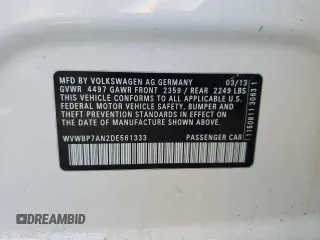 MFD BY VOLKSWAGEN AG GERMANY 03/13
GVWR 4497 GAWR FRONT 2359 / REAR 2249 LBS
THIS VEHICLE CONFORMS TO ALL APPLICABLE U.S.
FEDERAL MOTOR VEHICLE SAFETY, BUMPER, AND
THEFT PREVENTION STANDARDS IN EFFECT ON THE
DATE OF MANUFACTURE SHOWN ABOVE.
WVWBP7AN2DE561333 PASSENGER CAR
DREAMBID